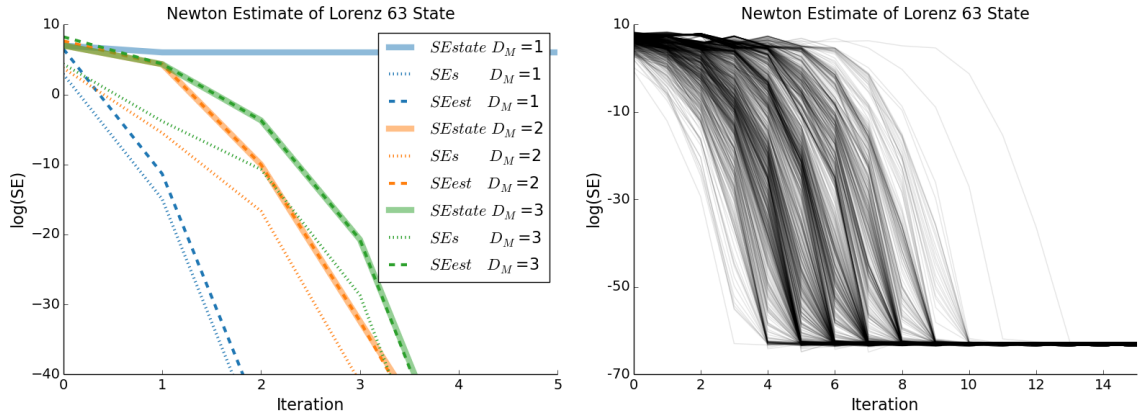 Newton Estimate of Lorenz 63 State
10
0
−10
−20
−30
−40
log(SE)
0 1 2 3 4 5
Iteration
SEstate D_M=1
SEs D_M=1
SEest D_M=1
SEstate D_M=2
SEs D_M=2
SEest D_M=2
SEstate D_M=3
SEs D_M=3
SEest D_M=3
Newton Estimate of Lorenz 63 State
10
-10
-30
-50
-70
log(SE)
0 2 4 6 8 10 12 14
Iteration